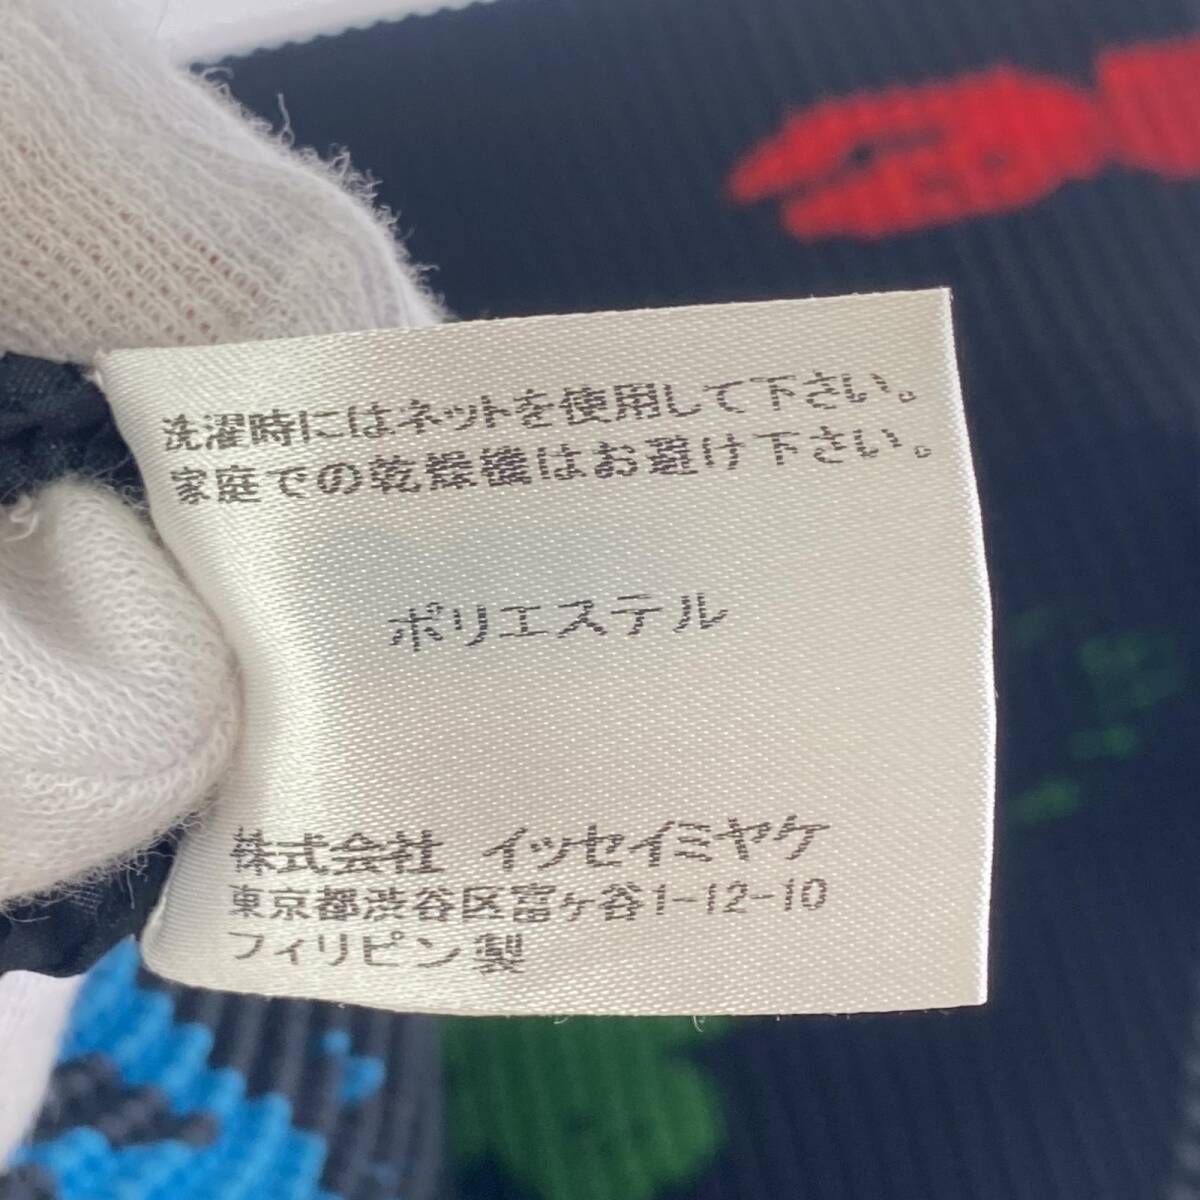 洗濯時にはネットを使用して下さい。
家庭での乾燥機はお避け下さい。
ポリエステル
株式会社 イッセイミヤケ
東京都渋谷区富ヶ谷1-12-10
フィリピン製